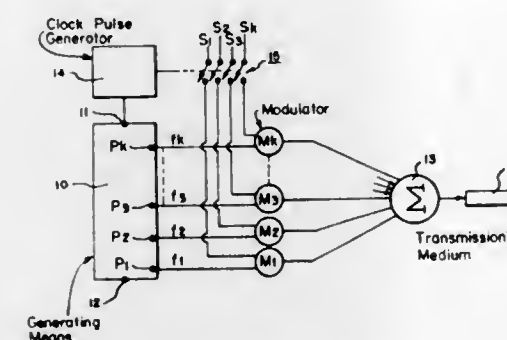 Clock Pulse
Generator
14
S1
S2
S3
Sk
15
11
Modulator
Pk
fk
Mk
10
13
P3
f3
M3
Σ
P2
f2
M2
Transmission
Medium
P1
f1
M1
12
Generating
Means